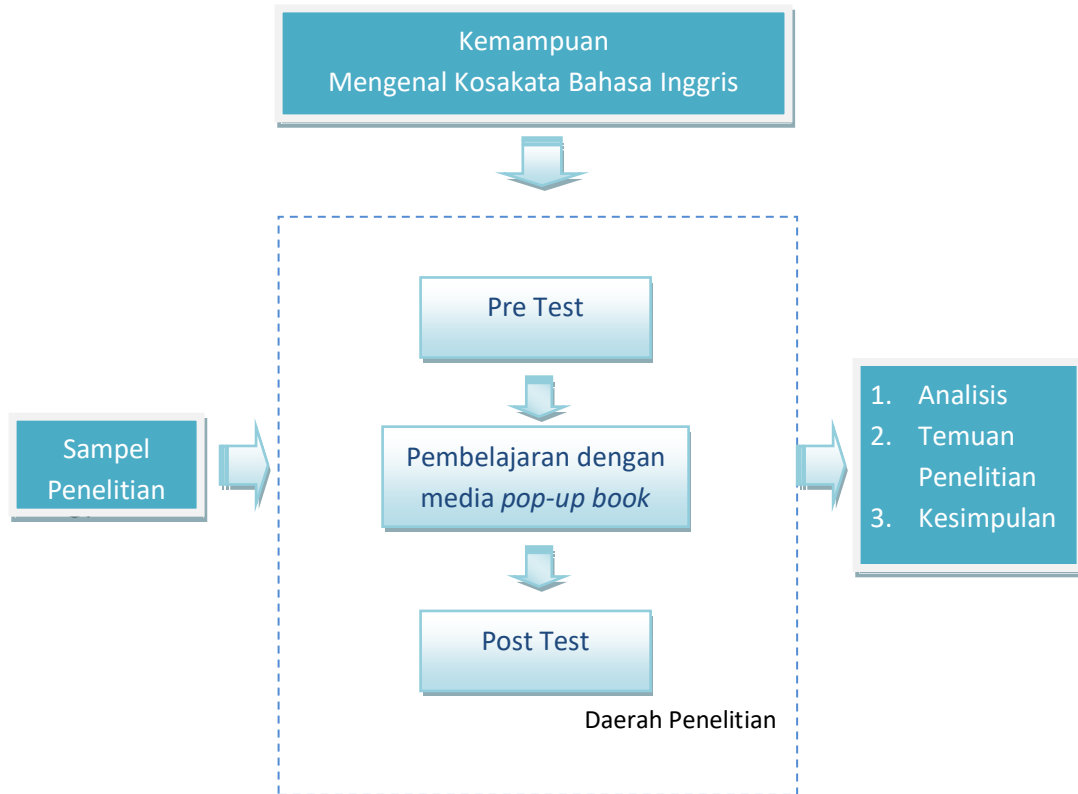 Kemampuan
Mengenal Kosakata Bahasa Inggris
Pre Test
Sampel
Penelitian
Pembelajaran dengan
media pop-up book
1. Analisis
2. Temuan
Penelitian
3. Kesimpulan
Post Test
Daerah Penelitian